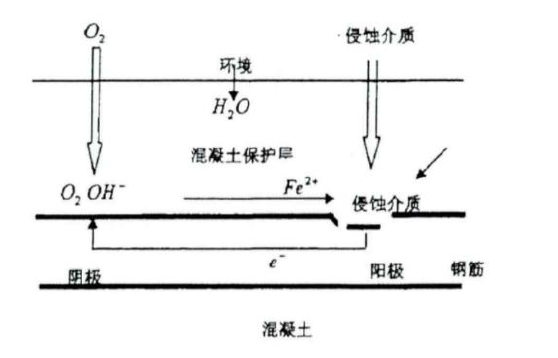 O₂ 侵蚀介质
环境
H₂O
混凝土保护层
O₂ OH⁻ Fe²⁺ 侵蚀介质
e⁻
阴极 阳极 钢筋
混凝土